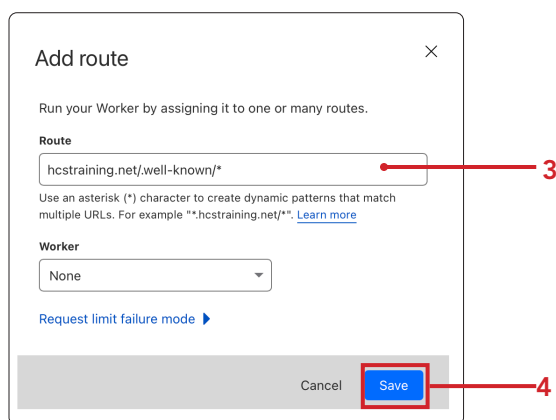 Add route
Run your Worker by assigning it to one or many routes.
Route
hcstraining.net/.well-known/*
3
Use an asterisk (*) character to create dynamic patterns that match
multiple URLs. For example "*.hcstraining.net/*". Learn more
Worker
None
Request limit failure mode
Cancel
Save
4